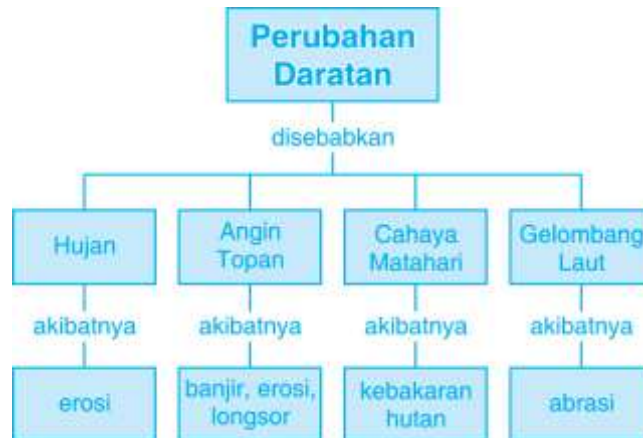 Perubahan
Daratan
disebabkan
Hujan
Angin
Topan
Cahaya
Matahari
Gelombang
Laut
akibatnya
akibatnya
akibatnya
akibatnya
erosi
banjir, erosi,
longsor
kebakaran
hutan
abrasi